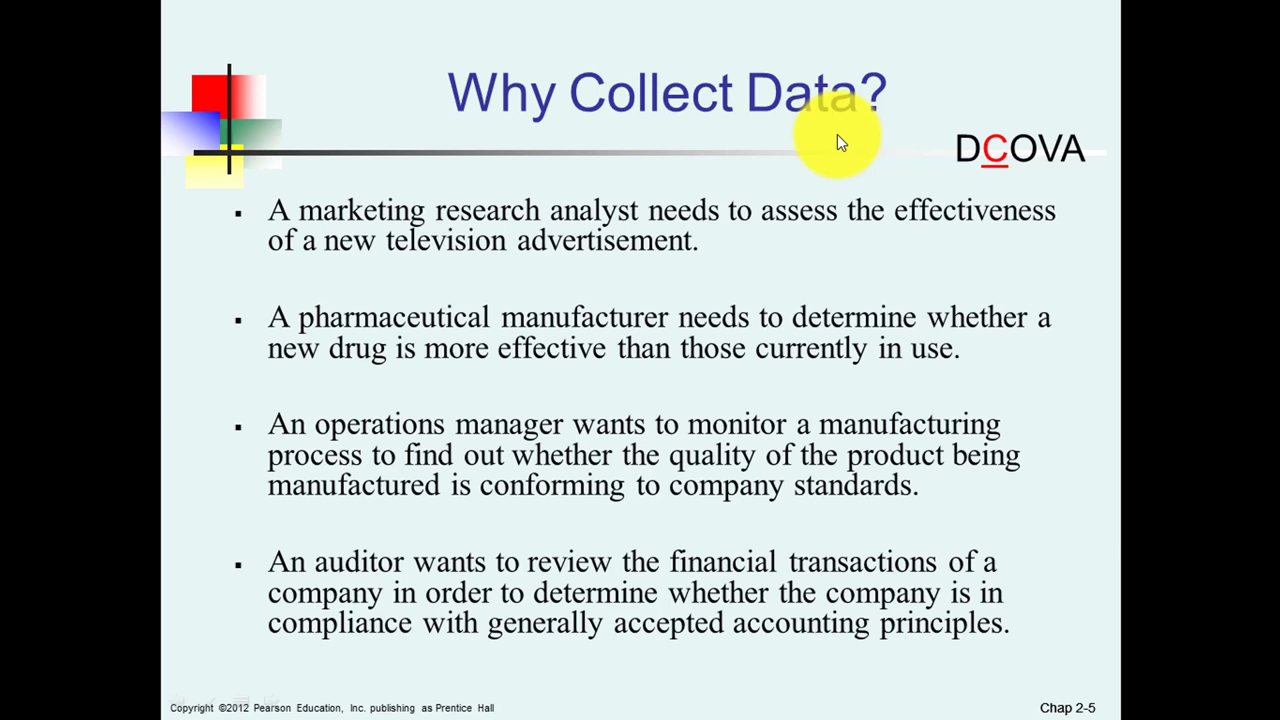 Why Collect Data?
DCOVA
▪ A marketing research analyst needs to assess the effectiveness
of a new television advertisement.
▪ A pharmaceutical manufacturer needs to determine whether a
new drug is more effective than those currently in use.
▪ An operations manager wants to monitor a manufacturing
process to find out whether the quality of the product being
manufactured is conforming to company standards.
▪ An auditor wants to review the financial transactions of a
company in order to determine whether the company is in
compliance with generally accepted accounting principles.
Copyright ©2012 Pearson Education, Inc. publishing as Prentice Hall
Chap 2-5